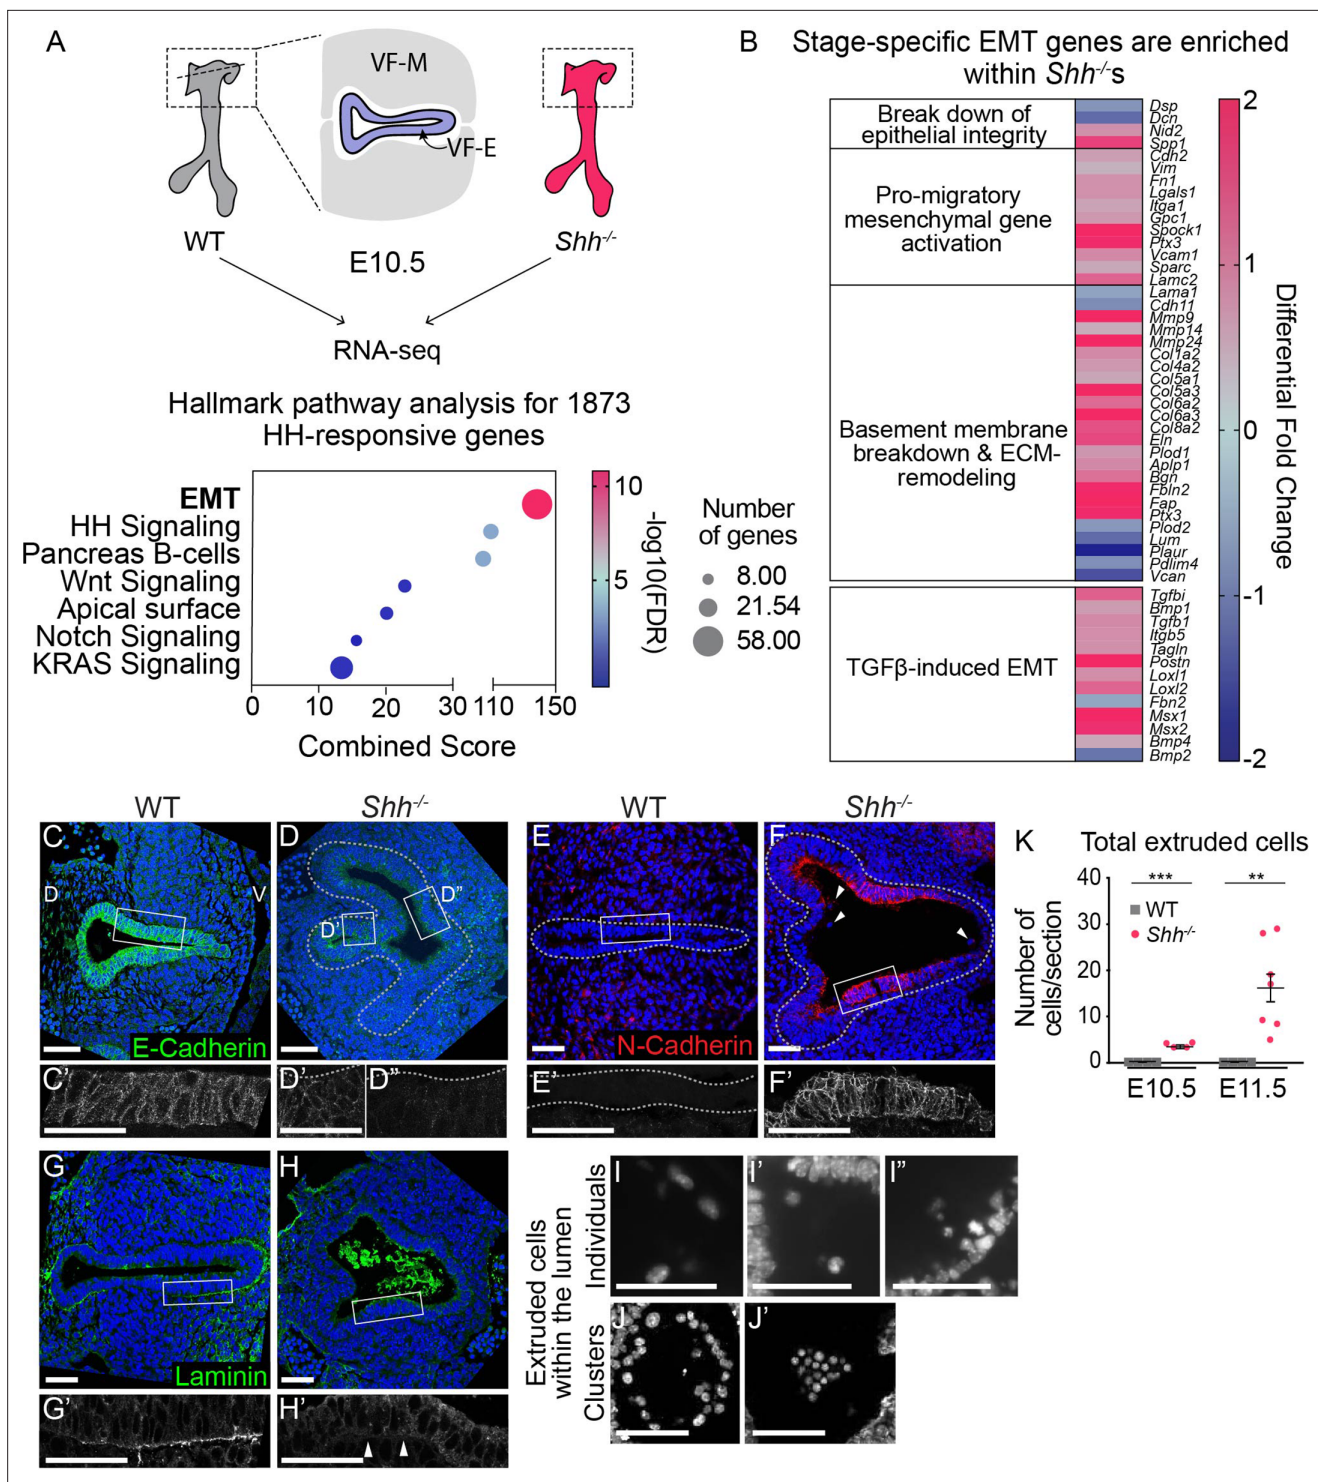 A
VF-M
VF-E
WT
E10.5
Shh-/-
RNA-seq
Hallmark pathway analysis for 1873
HH-responsive genes
EMT
HH Signaling
Pancreas B-cells
Wnt Signaling
Apical surface
Notch Signaling
KRAS Signaling
0
10
20
30
110
150
Combined Score
10
5
-log10(FDR)
Number
of genes
8.00
21.54
58.00
B
Stage-specific EMT genes are enriched
within Shh-/-s
Break down of
epithelial integrity
Dsp
Dcn
Nid2
Spp1
Pro-migratory
mesenchymal gene
activation
Cdh2
Vim
Fn1
Lgals1
Itga1
Gpc1
Spock1
Ptx3
Vcam1
Sparc
Lamc2
Basement membrane
breakdown & ECM-
remodeling
Lama1
Cdh11
Mmp9
Mmp14
Mmp24
Col1a2
Col4a2
Col5a1
Col5a3
Col6a2
Col6a3
Col8a2
Eln
Plod1
Aplp1
Bgn
Fbln2
Fap
Ptx3
Plod2
Lum
Plaur
Pdlim4
Vcan
TGFβ-induced EMT
Tgfbi
Bmp1
Tgfb1
Itgb5
Tagln
Postn
Loxl1
Loxl2
Fbn2
Msx1
Msx2
Bmp4
Bmp2
2
1
0
-1
-2
Differential Fold Change
WT
Shh-/-
WT
Shh-/-
C
D
V
E-Cadherin
D
D'
D"
E
N-Cadherin
F
C'
D'
D"
E'
F'
G
Laminin
H
G'
H'
Extruded cells
within the lumen
Individuals
Clusters
I
I'
I"
J
J'
K
Total extruded cells
Number of
cells/section
40
30
20
10
0
***
**
WT
Shh-/-
E10.5
E11.5